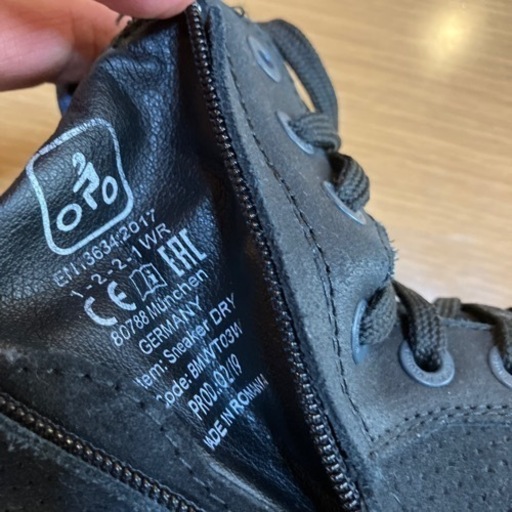 EN 13634:2017
1-2-2-1 WR
CE EAC
80788 München
GERMANY
Item: Sneaker DRY
Code: BMWT03W
PROD: 02/19
MADE IN ROMANIA